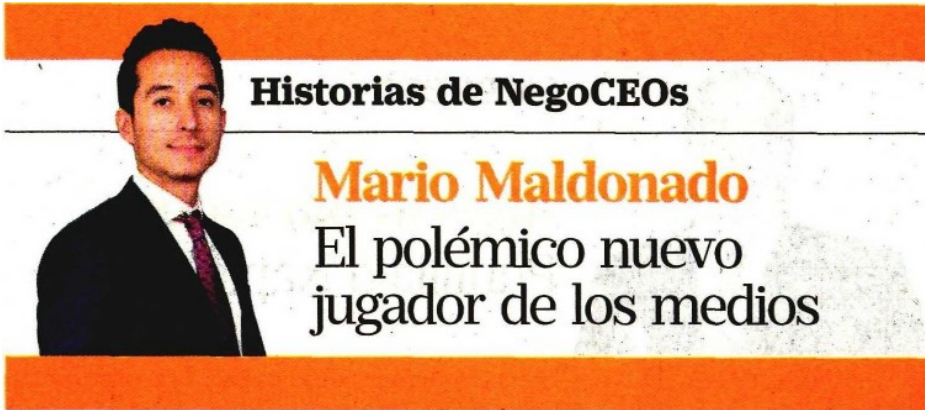 Historias de NegoCEOs
Mario Maldonado
El polémico nuevo
jugador de los medios